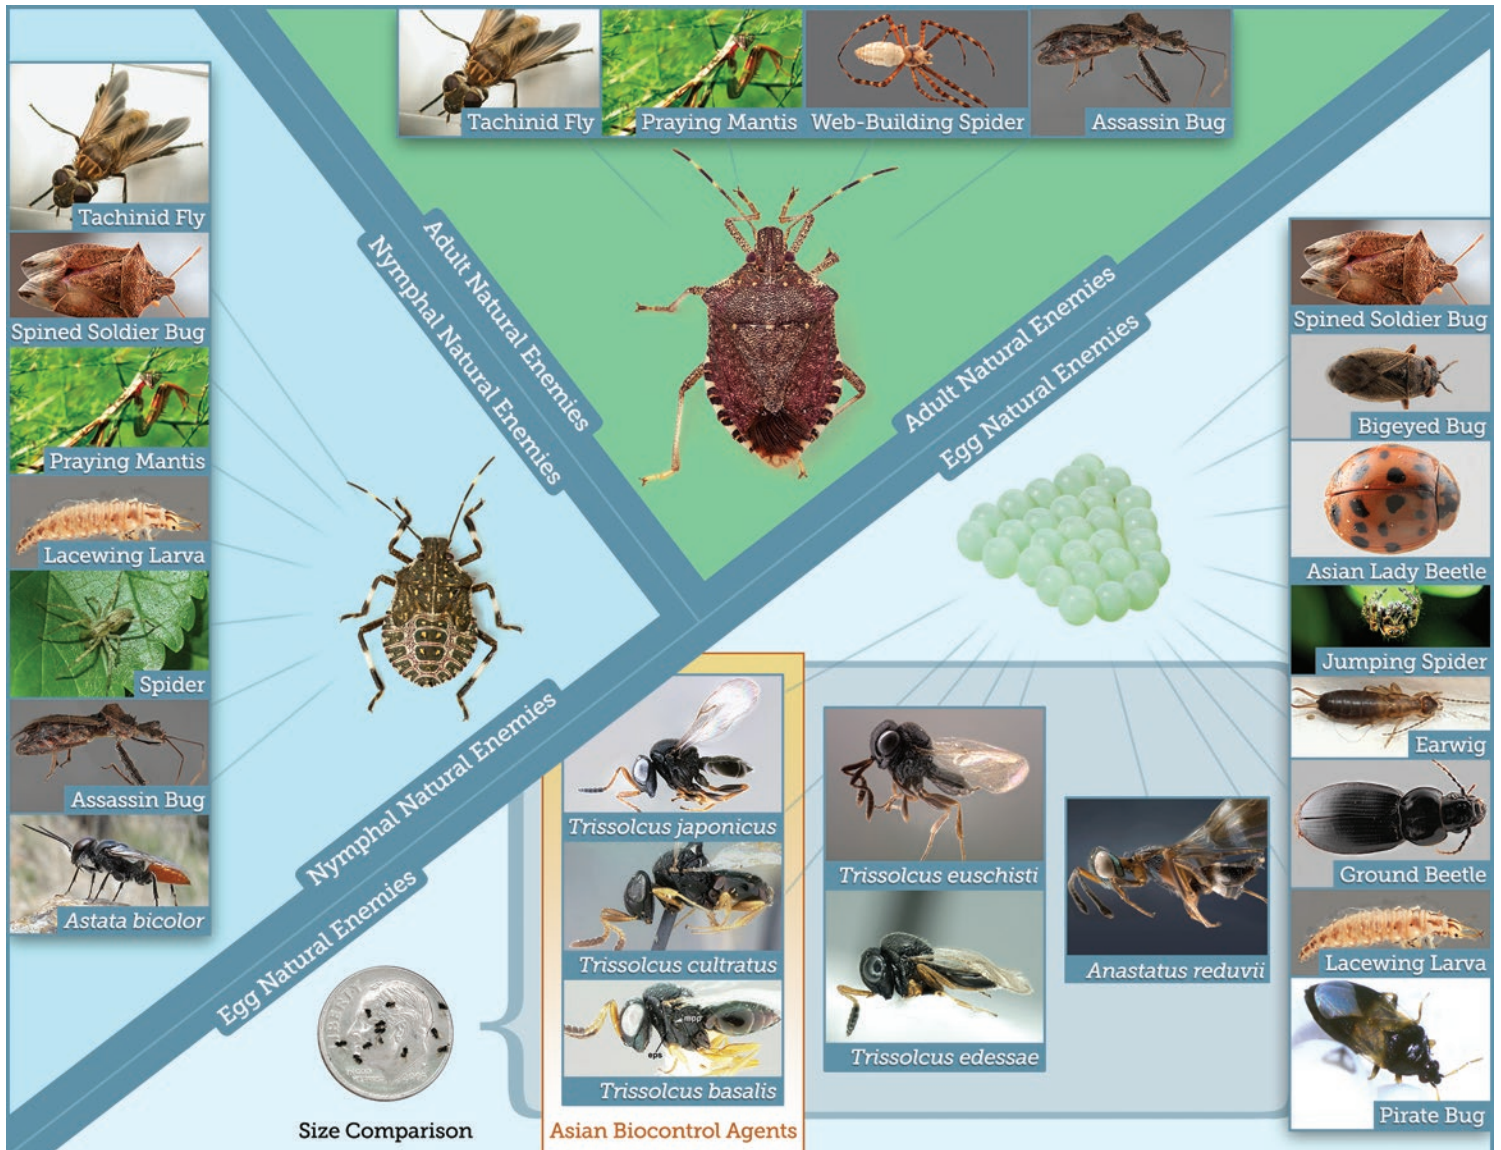 Tachinid Fly
Praying Mantis
Web-Building Spider
Assassin Bug
Adult Natural Enemies
Nymphal Natural Enemies
Adult Natural Enemies
Egg Natural Enemies
Tachinid Fly
Spined Soldier Bug
Praying Mantis
Lacewing Larva
Spider
Assassin Bug
Astata bicolor
Nymphal Natural Enemies
Egg Natural Enemies
Spined Soldier Bug
Bigeyed Bug
Asian Lady Beetle
Jumping Spider
Earwig
Ground Beetle
Lacewing Larva
Pirate Bug
Trissolcus japonicus
Trissolcus cultratus
mpp
eps
Trissolcus basalis
Asian Biocontrol Agents
Trissolcus euschisti
Trissolcus edessae
Anastatus reduvii
LIBERTY
Size Comparison